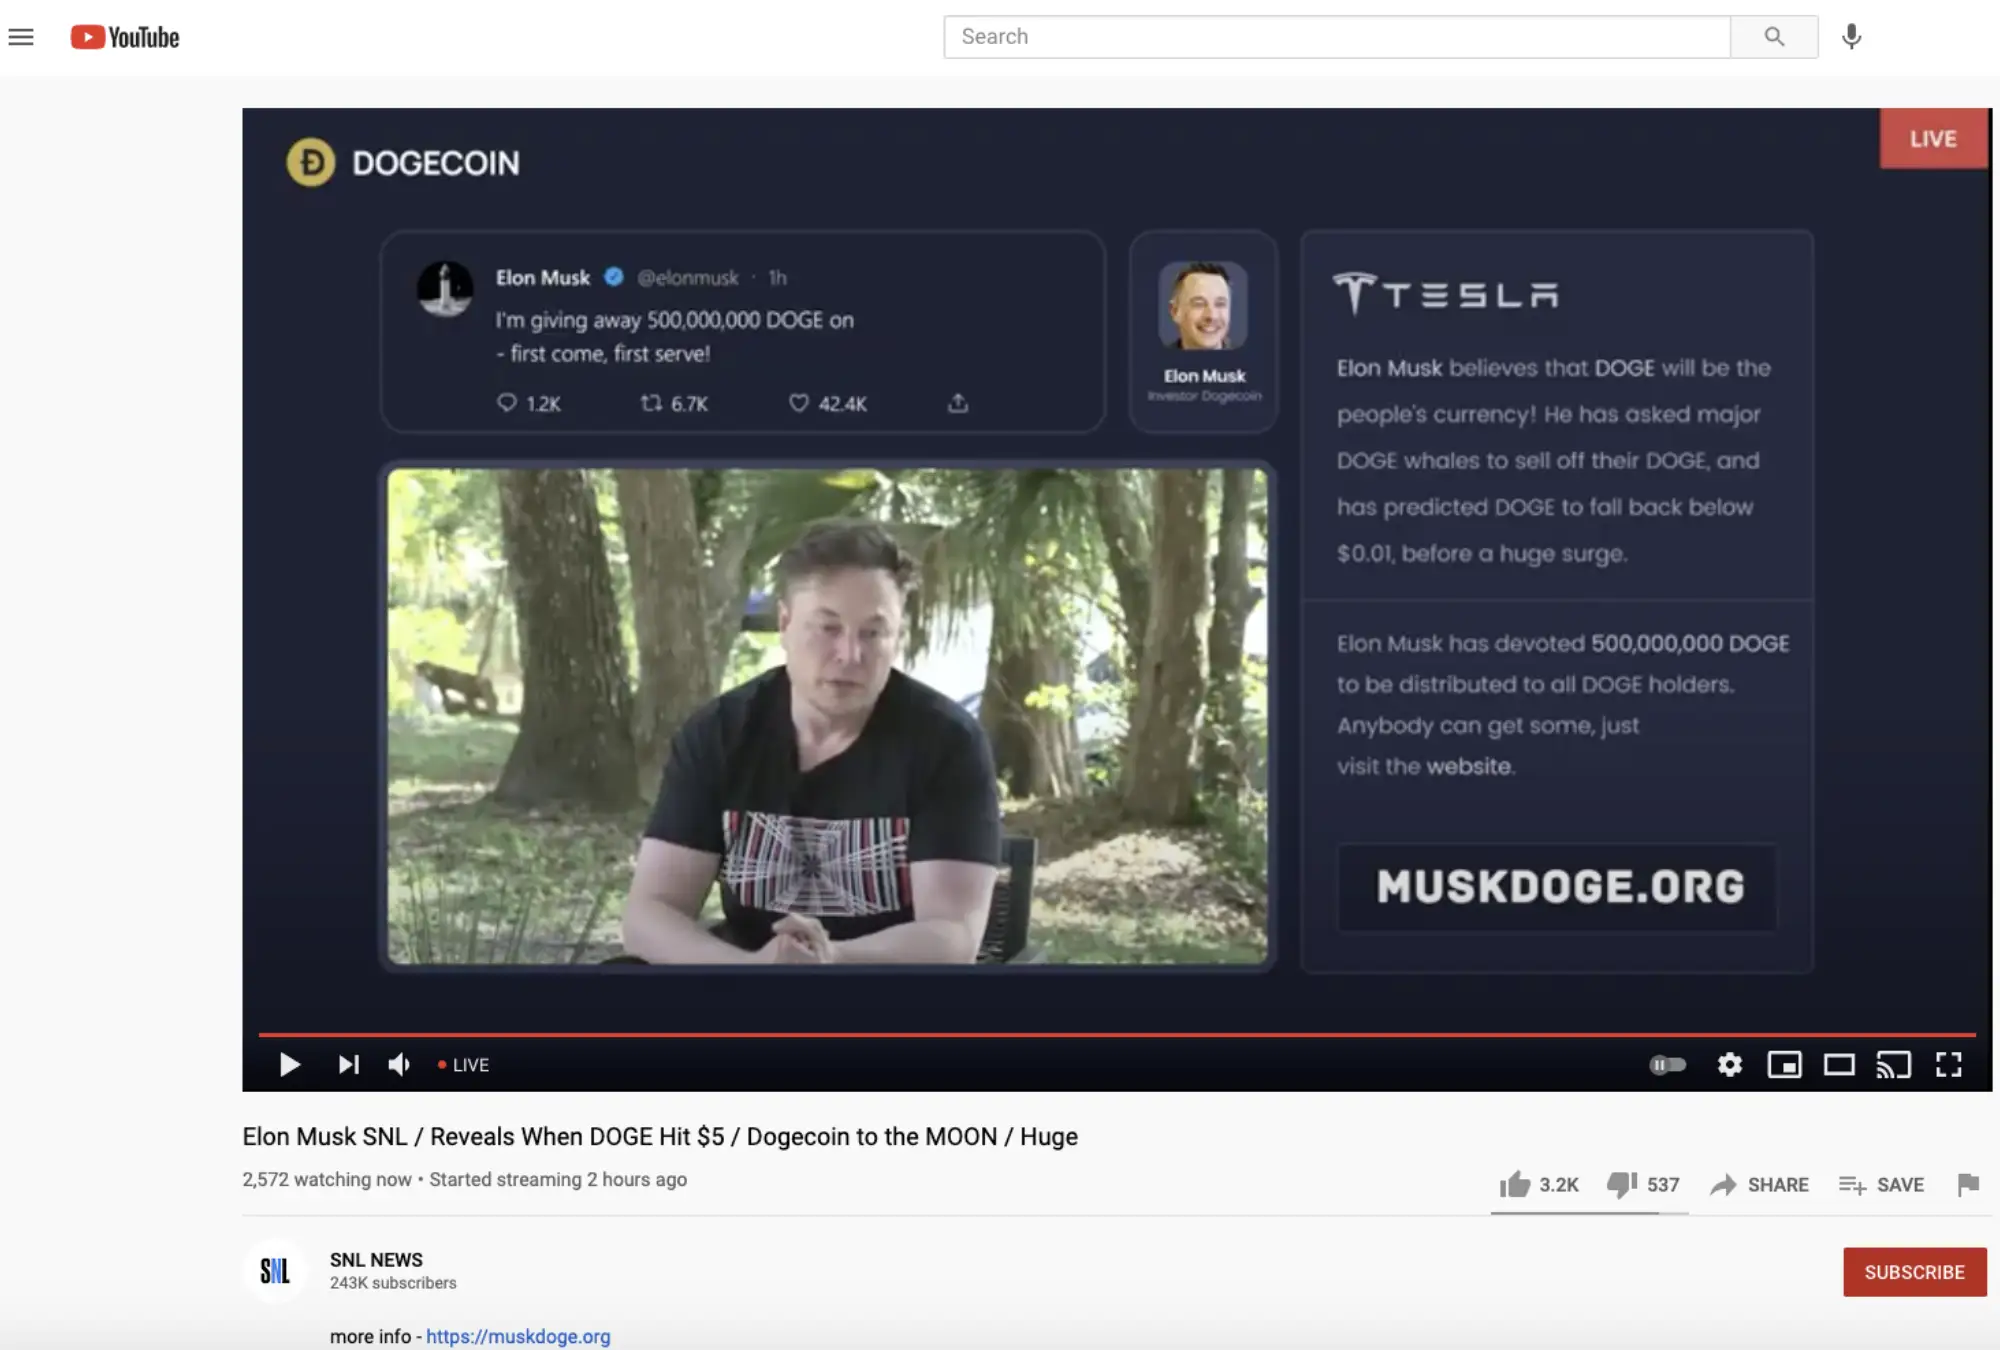 YouTube
Search
DOGECOIN
LIVE
Elon Musk @elonmusk · 1h
I'm giving away 500,000,000 DOGE on
- first come, first serve!
1.2K 6.7K 42.4K
Elon Musk
Investor Dogecoin
TESLA
Elon Musk believes that DOGE will be the
people's currency! He has asked major
DOGE whales to sell off their DOGE, and
has predicted DOGE to fall back below
$0.01, before a huge surge.
Elon Musk has devoted 500,000,000 DOGE
to be distributed to all DOGE holders.
Anybody can get some, just
visit the website.
MUSKDOGE.ORG
• LIVE
Elon Musk SNL / Reveals When DOGE Hit $5 / Dogecoin to the MOON / Huge
2,572 watching now • Started streaming 2 hours ago
3.2K 537 SHARE SAVE
SNL
SNL NEWS
243K subscribers
SUBSCRIBE
more info - https://muskdoge.org